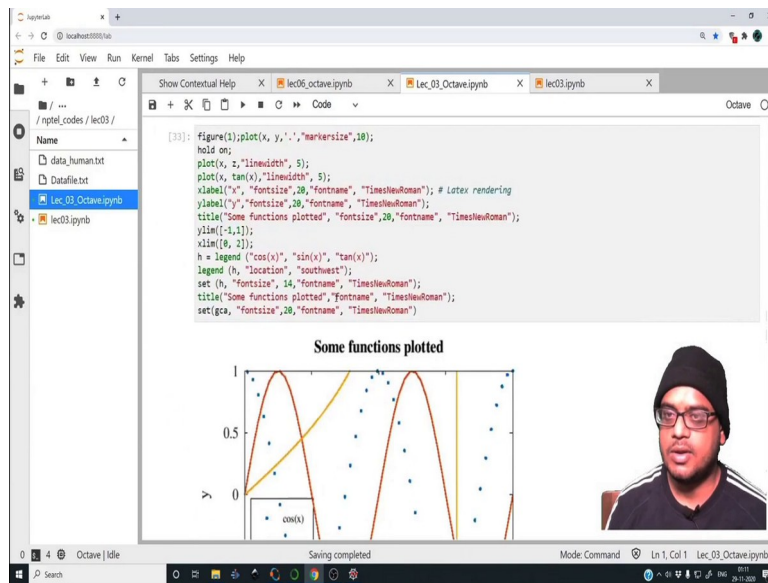 JupyterLab
localhost:8888/lab
File Edit View Run Kernel Tabs Settings Help
Show Contextual Help lec06_octave.ipynb Lec_03_Octave.ipynb lec03.ipynb
Code Octave
/ ...
/ nptel_codes / lec03 /
Name
data_human.txt
Datafile.txt
Lec_03_Octave.ipynb
lec03.ipynb
[33]: figure(1);plot(x, y,'.',"markersize",10);
hold on;
plot(x, z,"linewidth", 5);
plot(x, tan(x),"linewidth", 5);
xlabel("x", "fontsize",20,"fontname", "TimesNewRoman"); # Latex rendering
ylabel("y","fontsize",20,"fontname", "TimesNewRoman");
title("Some functions plotted", "fontsize",20,"fontname", "TimesNewRoman");
ylim([-1,1]);
xlim([0, 2]);
h = legend ("cos(x)", "sin(x)", "tan(x)");
legend (h, "location", "southwest");
set (h, "fontsize", 14,"fontname", "TimesNewRoman");
title("Some functions plotted","fontname", "TimesNewRoman");
set(gca, "fontsize",20,"fontname", "TimesNewRoman")
Some functions plotted
1
0.5
y
0
cos(x)
0 4 Octave | Idle Saving completed Mode: Command Ln 1, Col 1 Lec_03_Octave.ipynb
Search ENG 01:11
29-11-2020